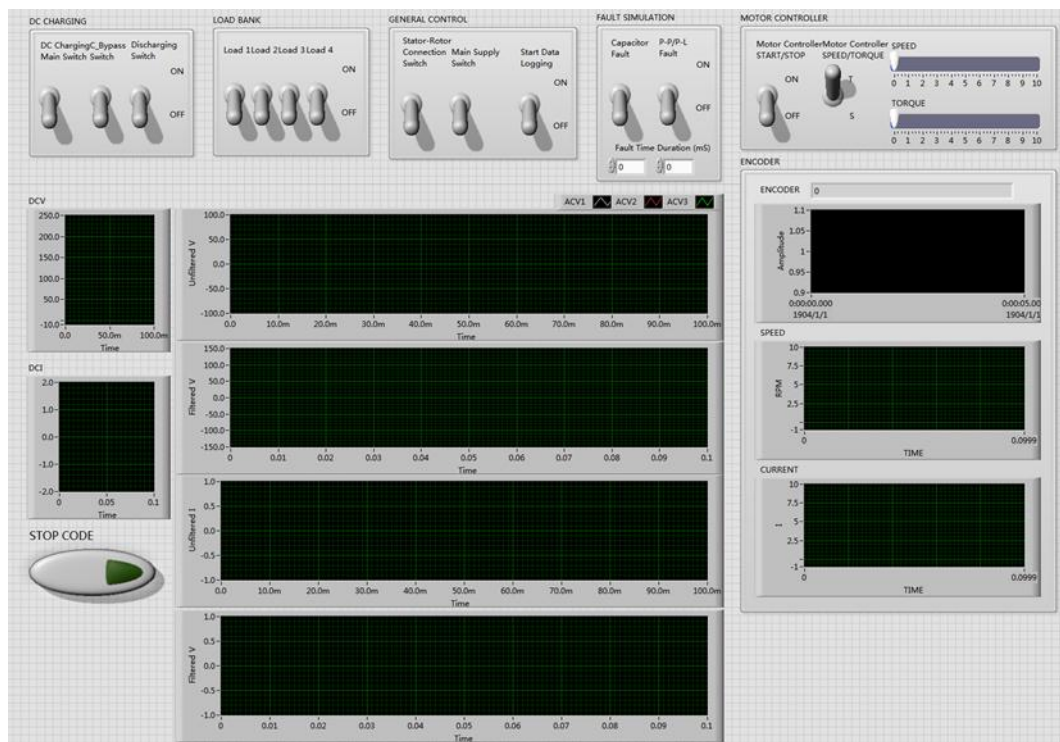 DC CHARGING
DC Charging C_Bypass Discharging
Main Switch Switch Switch
ON
OFF
LOAD BANK
Load 1 Load 2 Load 3 Load 4
ON
OFF
GENERAL CONTROL
Stator-Rotor
Connection Main Supply Start Data
Switch Switch Logging
ON
OFF
FAULT SIMULATION
Capacitor P-P/P-L
Fault Fault
ON
OFF
Fault Time Duration (mS)
0 0
MOTOR CONTROLLER
Motor Controller Motor Controller
START/STOP SPEED/TORQUE
ON T
OFF S
SPEED
0 1 2 3 4 5 6 7 8 9 10
TORQUE
0 1 2 3 4 5 6 7 8 9 10
DCV
250.0
200.0
150.0
100.0
50.0
-10.0
0.0 50.0m 100.0m
Time
DCI
2.0
1.0
0.0
-1.0
-2.0
0 0.05 0.1
Time
STOP CODE
ACV1 ACV2 ACV3
Unfiltered V
100.0
50.0
0.0
-50.0
-100.0
0.0 10.0m 20.0m 30.0m 40.0m 50.0m 60.0m 70.0m 80.0m 90.0m 100.0m
Time
Filtered V
150.0
100.0
50.0
0.0
-50.0
-100.0
-150.0
0 0.01 0.02 0.03 0.04 0.05 0.06 0.07 0.08 0.09 0.1
Time
Unfiltered I
1.0
0.5
0.0
-0.5
-1.0
0.0 10.0m 20.0m 30.0m 40.0m 50.0m 60.0m 70.0m 80.0m 90.0m 100.0m
Time
Filtered V
1.0
0.5
0.0
-0.5
-1.0
0 0.01 0.02 0.03 0.04 0.05 0.06 0.07 0.08 0.09 0.1
Time
ENCODER
ENCODER 0
Amplitude
1.1
1.05
1
0.95
0.9
0:00:00.000 0:00:05.00
1904/1/1 1904/1/1
SPEED
RPM
10
7.5
5
2.5
-1
0 0.0999
TIME
CURRENT
I
10
7.5
5
2.5
-1
0 0.0999
TIME